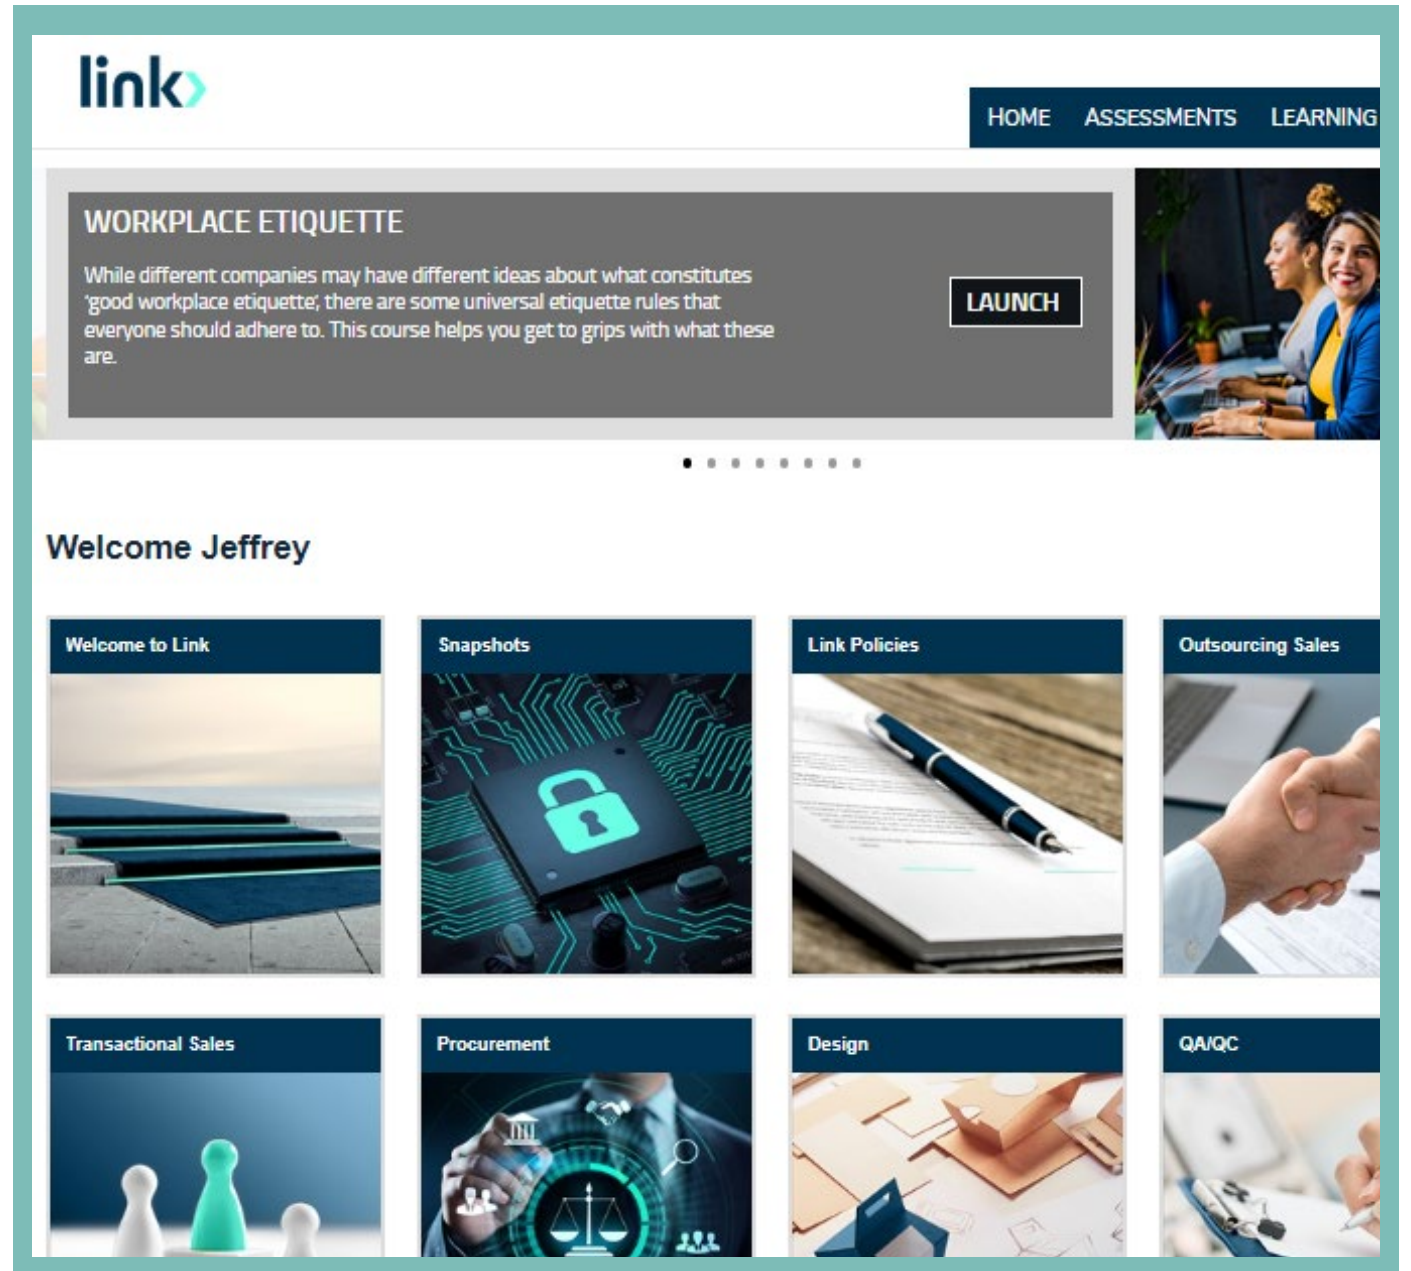 link
HOME ASSESSMENTS LEARNING
WORKPLACE ETIQUETTE
While different companies may have different ideas about what constitutes
'good workplace etiquette', there are some universal etiquette rules that
everyone should adhere to. This course helps you get to grips with what these
are.
LAUNCH
Welcome Jeffrey
Welcome to Link
Snapshots
Link Policies
Outsourcing Sales
Transactional Sales
Procurement
Design
QA/QC